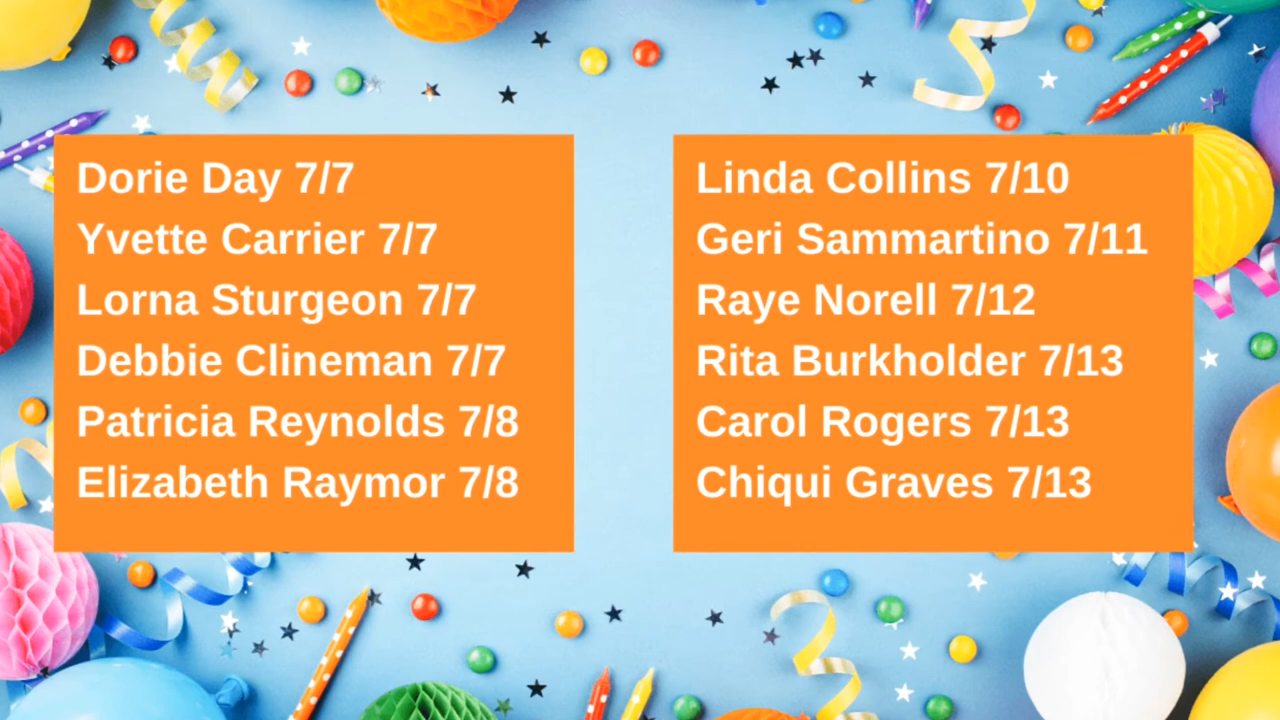 Dorie Day 7/7
Yvette Carrier 7/7
Lorna Sturgeon 7/7
Debbie Clineman 7/7
Patricia Reynolds 7/8
Elizabeth Raymor 7/8
Linda Collins 7/10
Geri Sammartino 7/11
Raye Norell 7/12
Rita Burkholder 7/13
Carol Rogers 7/13
Chiqui Graves 7/13